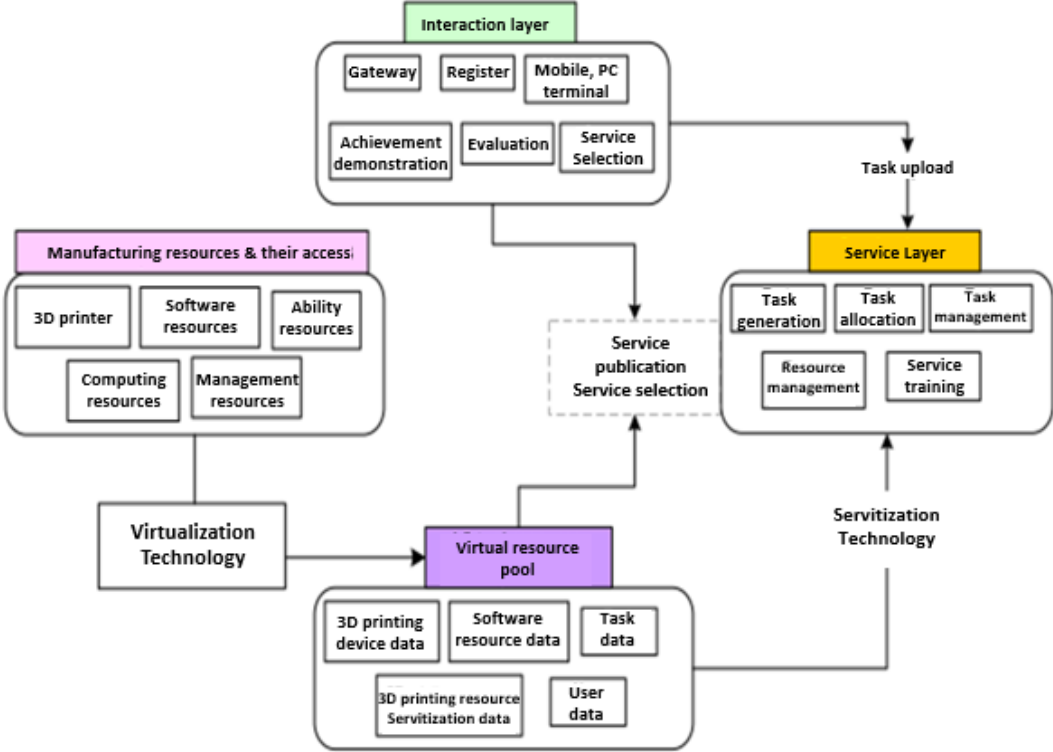 Interaction layer
Gateway
Register
Mobile, PC
terminal
Achievement
demonstration
Evaluation
Service
Selection
Task upload
Manufacturing resources & their accessi
3D printer
Software
resources
Ability
resources
Computing
resources
Management
resources
Service
publication
Service selection
Service Layer
Task
generation
Task
allocation
Task
management
Resource
management
Service
training
Virtualization
Technology
Servitization
Technology
Virtual resource
pool
3D printing
device data
Software
resource data
Task
data
3D printing resource
Servitization data
User
data